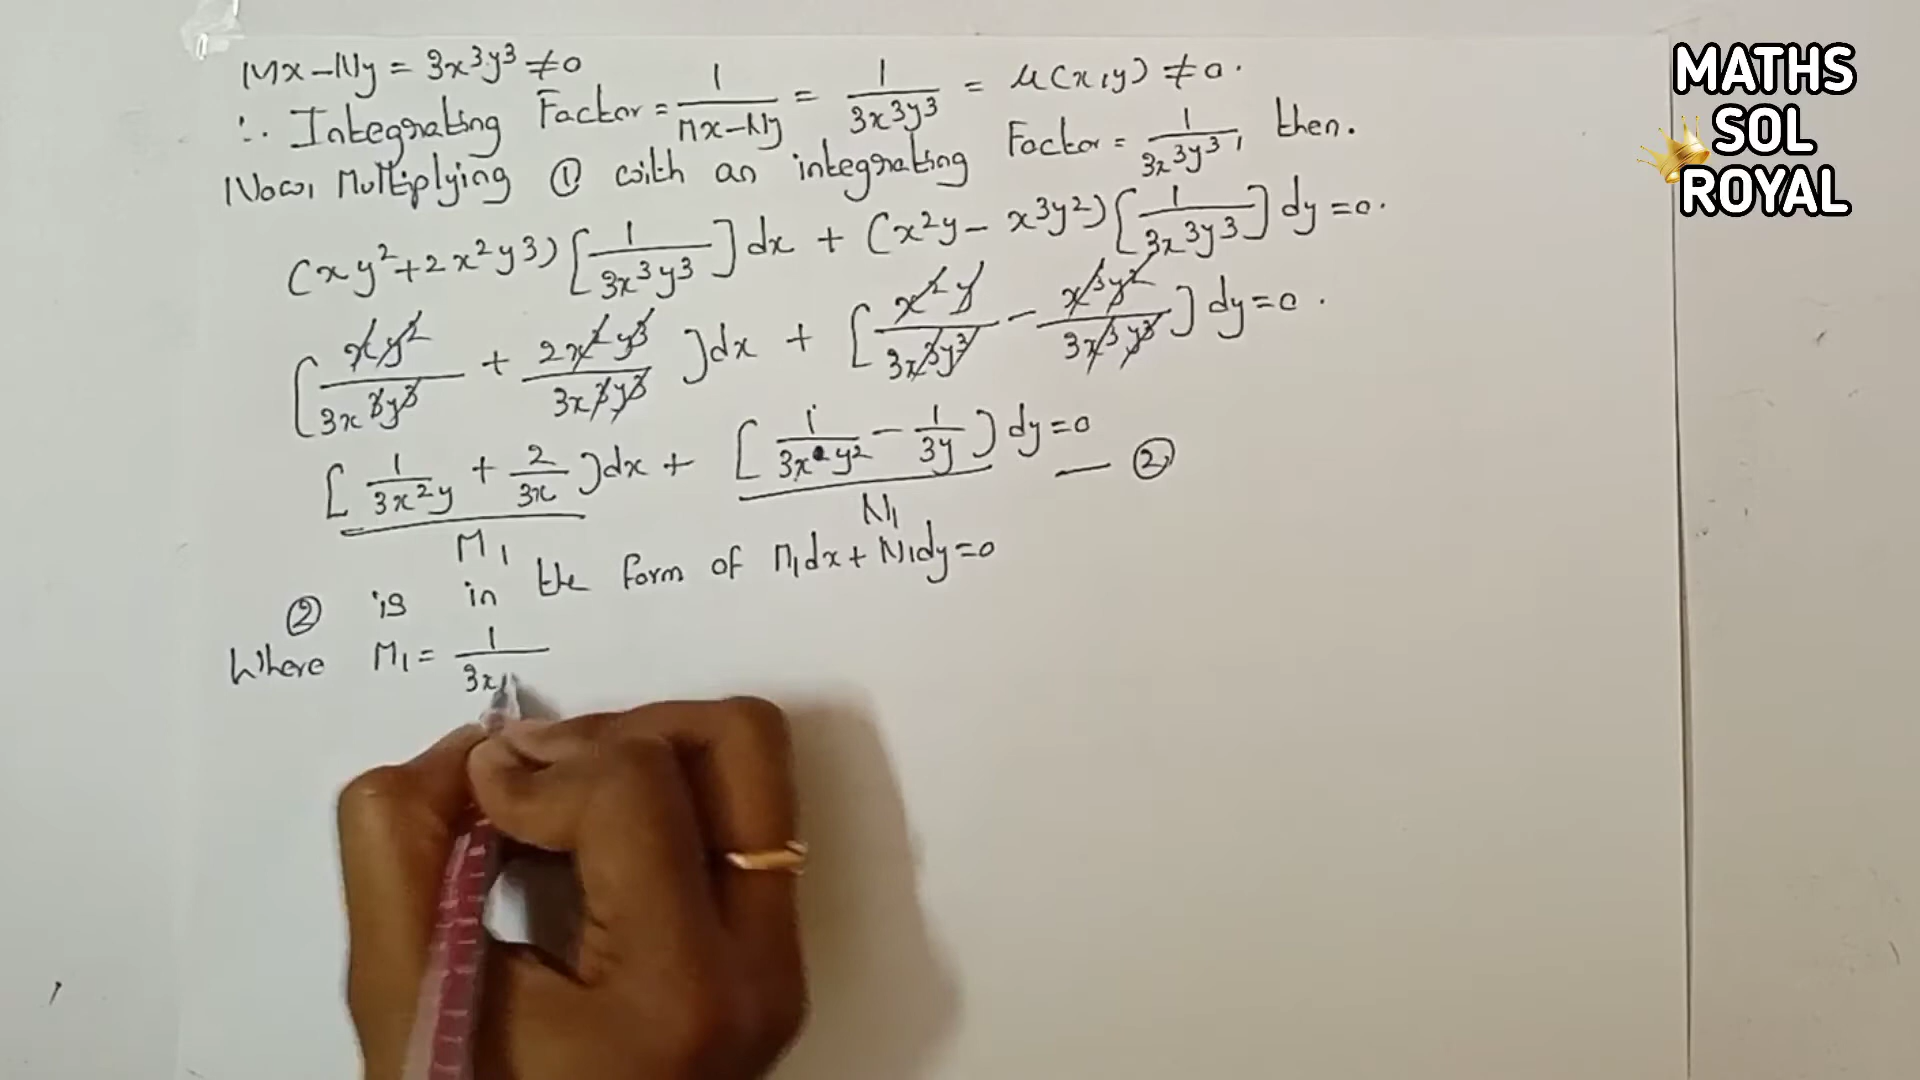 Mx-Ny = 3x³y³ ≠ 0
∴ Integrating Factor = 1/(Mx-Ny) = 1/(3x³y³) = μ(x,y) ≠ 0.
Now Multiplying ① with an integrating Factor = 1/(3x³y³), then.
(xy²+2x²y³)[1/(3x³y³)]dx + (x²y - x³y²)[1/(3x³y³)]dy=0.
[xy²/(3x³y³) + 2x²y³/(3x³y³)]dx + [x²y/(3x³y³) - x³y²/(3x³y³)]dy=0.
[1/(3x²y) + 2/(3x)]dx + [1/(3x y²) - 1/(3y)]dy=0 — ②
M₁ N₁
② is in the form of M₁dx+N₁dy=0
Where M₁ = 1/(3x
MATHS
SOL
ROYAL